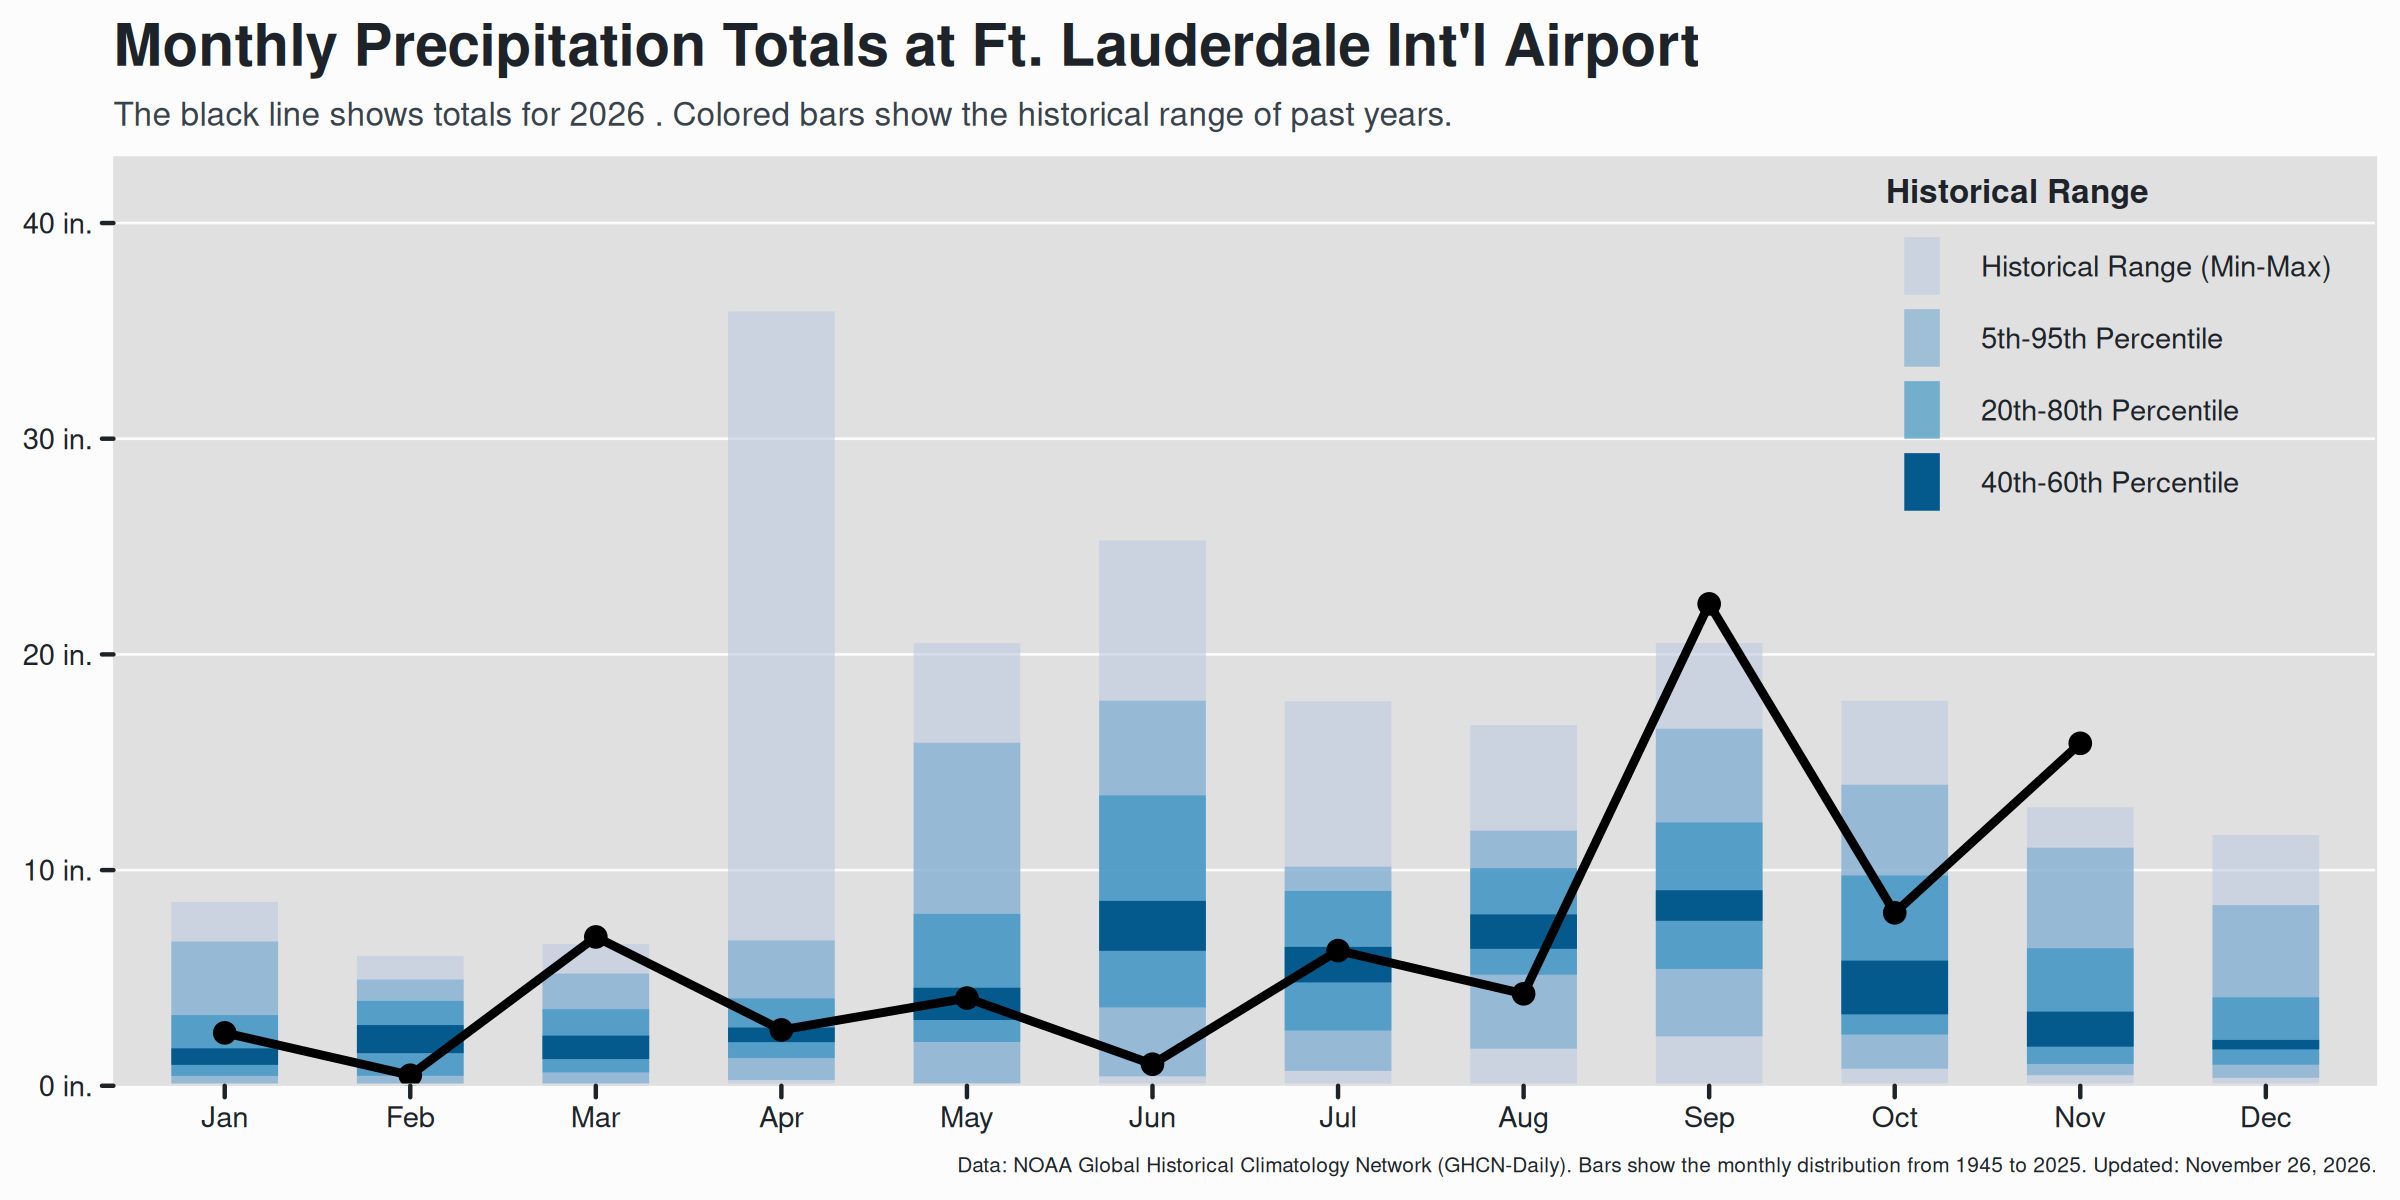 Monthly Precipitation Totals at Ft. Lauderdale Int'l Airport
The black line shows totals for 2026 . Colored bars show the historical range of past years.
Historical Range
40 in.
Historical Range (Min-Max)
5th-95th Percentile
20th-80th Percentile
30 in.
40th-60th Percentile
20 in.
10 in.
0 in.
Jan Feb Mar Apr May Jun Jul Aug Sep Oct Nov Dec
Data: NOAA Global Historical Climatology Network (GHCN-Daily). Bars show the monthly distribution from 1945 to 2025. Updated: November 26, 2026.